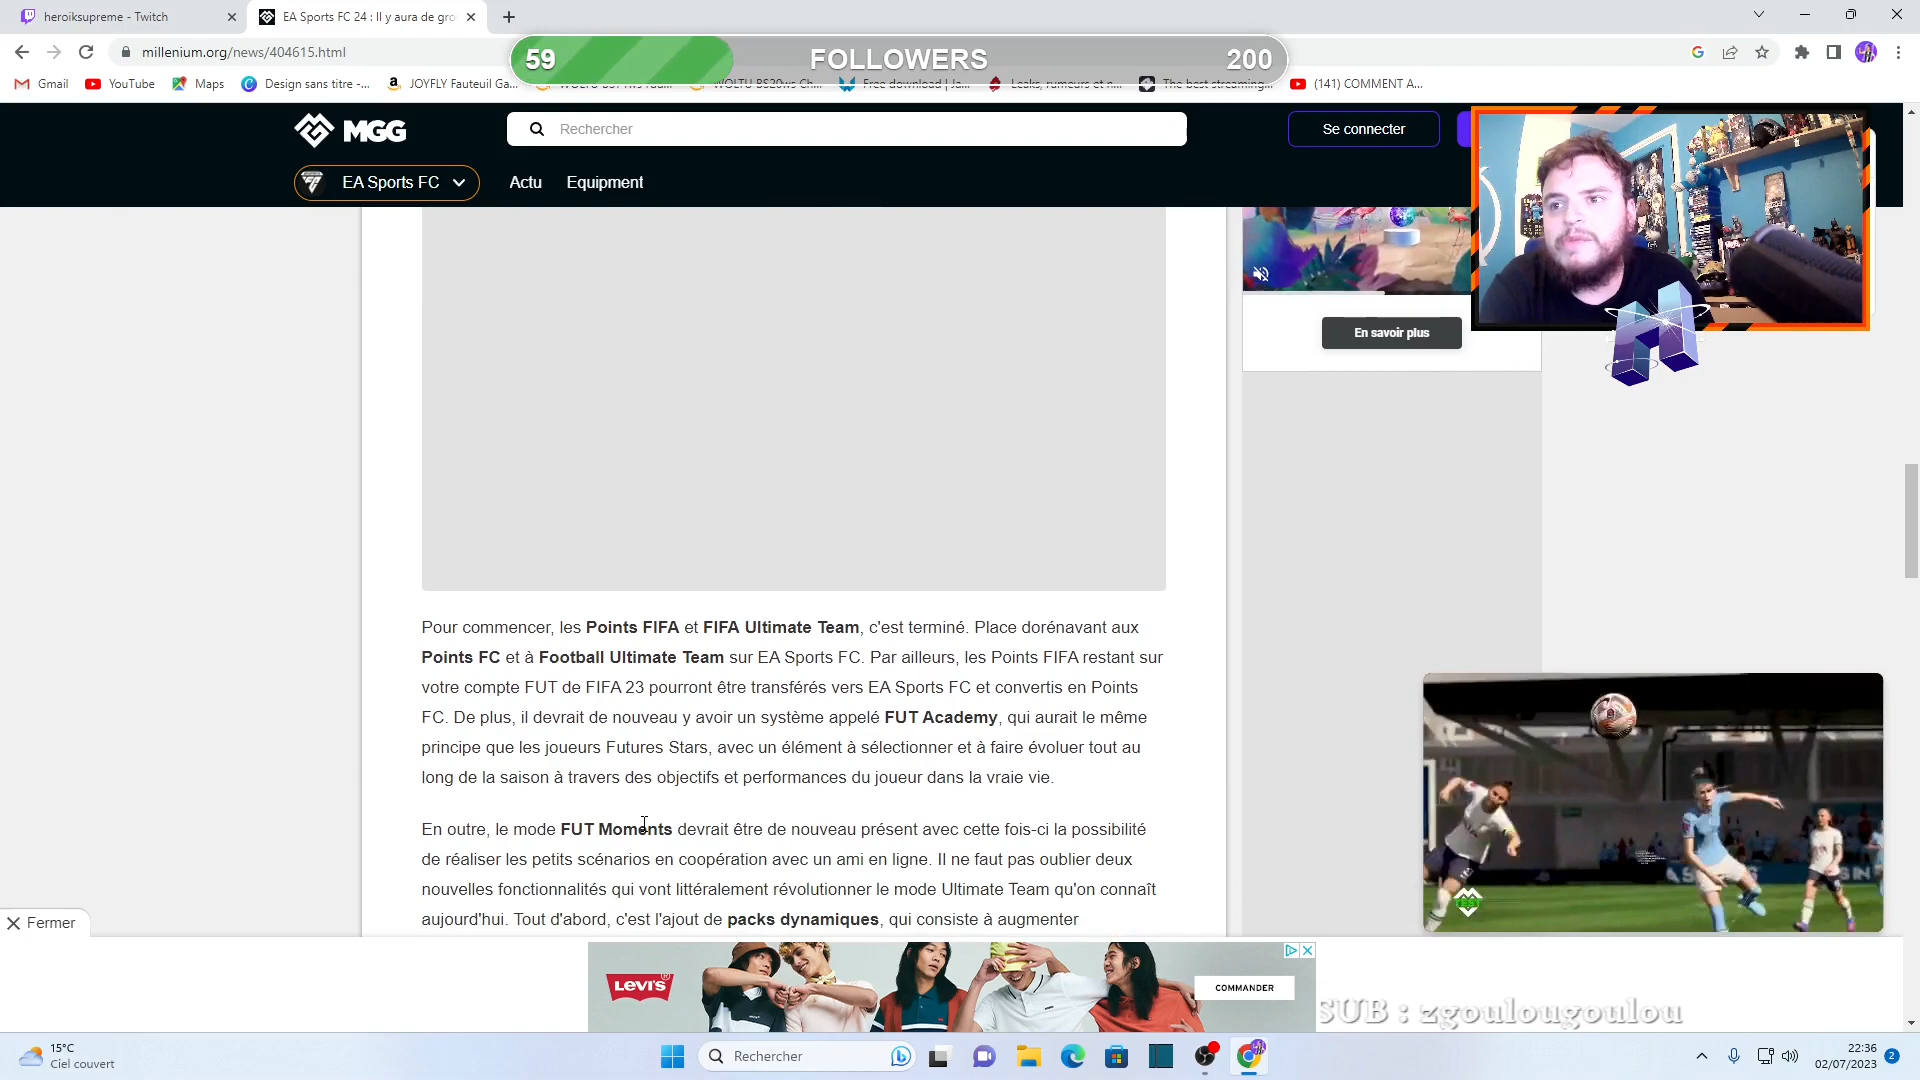 heroiksupreme - Twitch
EA Sports FC 24 : Il y aura de gro
millenium.org/news/404615.html
59 FOLLOWERS 200
Gmail YouTube Maps Design sans titre -... JOYFLY Fauteuil Ga... Free download | Ja... Leaks, rumeurs et n... The best streaming... (141) COMMENT A...
MGG
Rechercher
Se connecter
EA Sports FC
Actu
Equipment
En savoir plus
Pour commencer, les Points FIFA et FIFA Ultimate Team, c'est terminé. Place dorénavant aux
Points FC et à Football Ultimate Team sur EA Sports FC. Par ailleurs, les Points FIFA restant sur
votre compte FUT de FIFA 23 pourront être transférés vers EA Sports FC et convertis en Points
FC. De plus, il devrait de nouveau y avoir un système appelé FUT Academy, qui aurait le même
principe que les joueurs Futures Stars, avec un élément à sélectionner et à faire évoluer tout au
long de la saison à travers des objectifs et performances du joueur dans la vraie vie.
En outre, le mode FUT Moments devrait être de nouveau présent avec cette fois-ci la possibilité
de réaliser les petits scénarios en coopération avec un ami en ligne. Il ne faut pas oublier deux
nouvelles fonctionnalités qui vont littéralement révolutionner le mode Ultimate Team qu'on connaît
aujourd'hui. Tout d'abord, c'est l'ajout de packs dynamiques, qui consiste à augmenter
Fermer
LEVI'S
COMMANDER
SUB : zgoulougoulou
15°C
Ciel couvert
Rechercher
22:36
02/07/2023
2